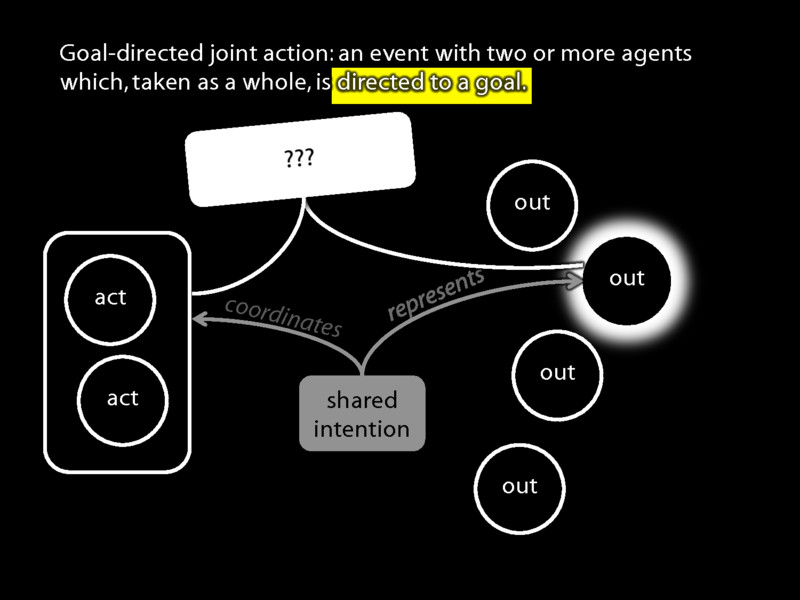 Goal-directed joint action: an event with two or more agents
which, taken as a whole, is directed to a goal.
???
out
out
act
coordinates
represents
out
act
shared
intention
out